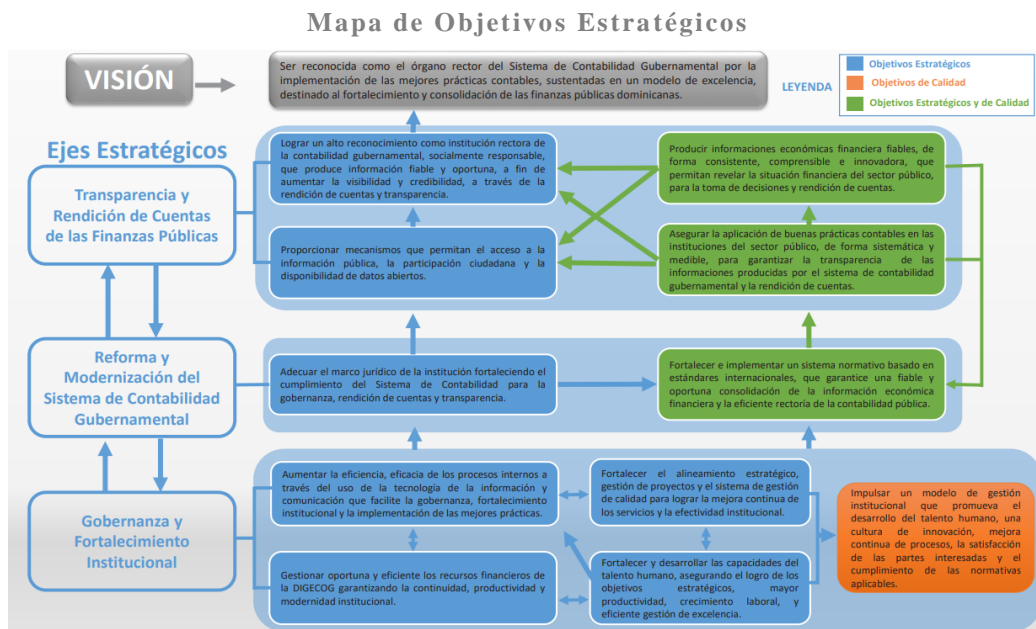 Mapa de Objetivos Estratégicos
VISIÓN
Ser reconocida como el órgano rector del Sistema de Contabilidad Gubernamental por la
implementación de las mejores prácticas contables, sustentadas en un modelo de excelencia,
destinado al fortalecimiento y consolidación de las finanzas públicas dominicanas.
LEYENDA
Objetivos Estratégicos
Objetivos de Calidad
Objetivos Estratégicos y de Calidad
Ejes Estratégicos
Transparencia y
Rendición de Cuentas
de las Finanzas Públicas
Lograr un alto reconocimiento como institución rectora
de la contabilidad gubernamental, socialmente responsable,
que produce información fiable y oportuna, a fin de
aumentar la visibilidad y credibilidad, a través de la
rendición de cuentas y transparencia.
Producir informaciones económicas financiera fiables,
de forma consistente, comprensible e innovadora, que
permitan revelar la situación financiera del sector público,
para la toma de decisiones y rendición de cuentas.
Proporcionar mecanismos que permitan el acceso a la
información pública, la participación ciudadana y la
disponibilidad de datos abiertos.
Asegurar la aplicación de buenas prácticas contables en
las instituciones del sector público, de forma sistemática y
medible, para garantizar la transparencia de las
informaciones producidas por el sistema de contabilidad
gubernamental y la rendición de cuentas.
Reforma y
Modernización del
Sistema de Contabilidad
Gubernamental
Adecuar el marco jurídico de la institución fortaleciendo el
cumplimiento del Sistema de Contabilidad para la
gobernanza, rendición de cuentas y transparencia.
Fortalecer e implementar un sistema normativo basado en
estándares internacionales, que garantice una fiable y
oportuna consolidación de la información económica
financiera y la eficiente rectoría de la contabilidad pública.
Gobernanza y
Fortalecimiento
Institucional
Aumentar la eficiencia, eficacia de los procesos internos a
través del uso de la tecnología de la información y
comunicación que facilite la gobernanza, fortalecimiento
institucional y la implementación de las mejores prácticas.
Fortalecer el alineamiento estratégico,
gestión de proyectos y el sistema de gestión
de calidad para lograr la mejora continua de
los servicios y la efectividad institucional.
Gestionar oportuna y eficiente los recursos financieros de
la DIGECOG garantizando la continuidad, productividad y
modernidad institucional.
Fortalecer y desarrollar las capacidades del
talento humano, asegurando el logro de los
objetivos estratégicos, mayor
productividad, crecimiento laboral, y
eficiente gestión de excelencia.
Impulsar un modelo de gestión
institucional que promueva el
desarrollo del talento humano, una
cultura de innovación, mejora
continua de procesos, la satisfacción
de las partes interesadas y el
cumplimiento de las normativas
aplicables.